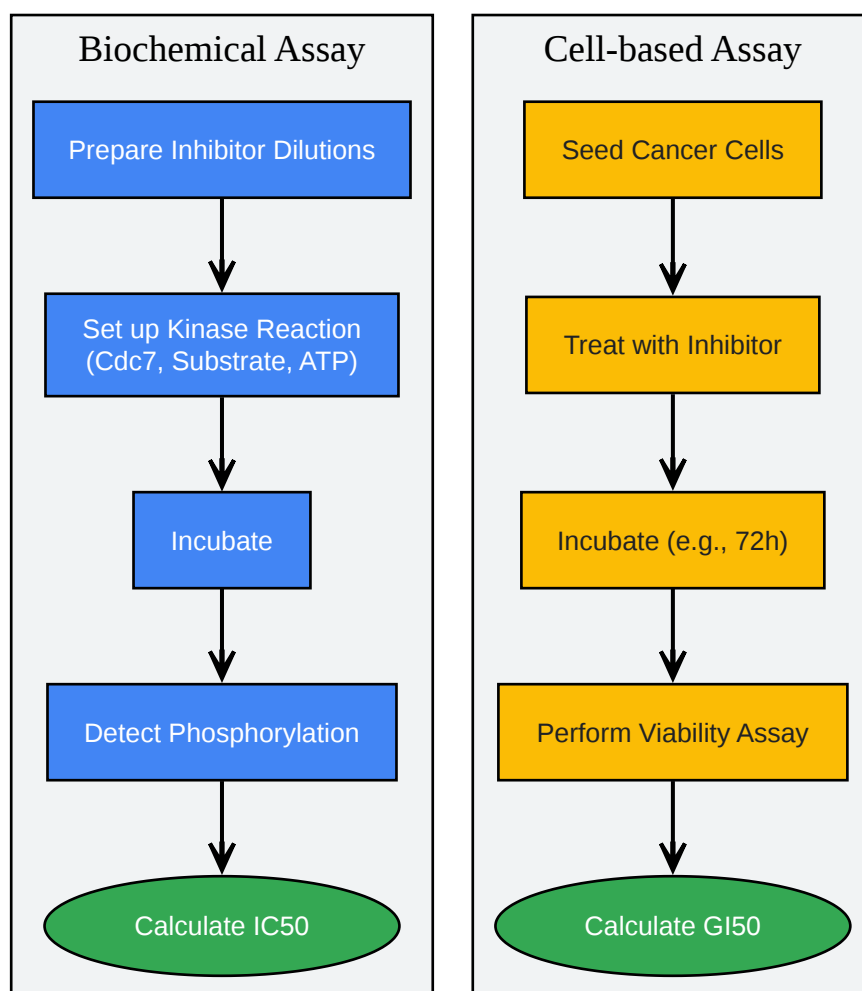 Biochemical Assay
Prepare Inhibitor Dilutions
Set up Kinase Reaction
(Cdc7, Substrate, ATP)
Incubate
Detect Phosphorylation
Calculate IC50
Cell-based Assay
Seed Cancer Cells
Treat with Inhibitor
Incubate (e.g., 72h)
Perform Viability Assay
Calculate GI50